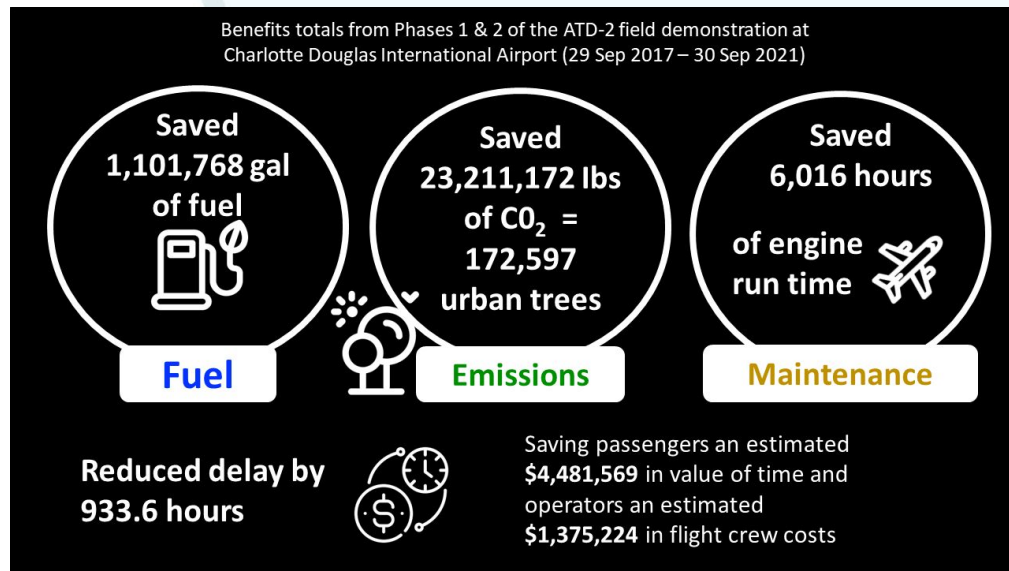 Benefits totals from Phases 1 & 2 of the ATD-2 field demonstration at
Charlotte Douglas International Airport (29 Sep 2017 – 30 Sep 2021)
Saved
1,101,768 gal
of fuel
Fuel
Saved
23,211,172 lbs
of C0₂ =
172,597
urban trees
Emissions
Saved
6,016 hours
of engine
run time
Maintenance
Reduced delay by
933.6 hours
$
Saving passengers an estimated
$4,481,569 in value of time and
operators an estimated
$1,375,224 in flight crew costs